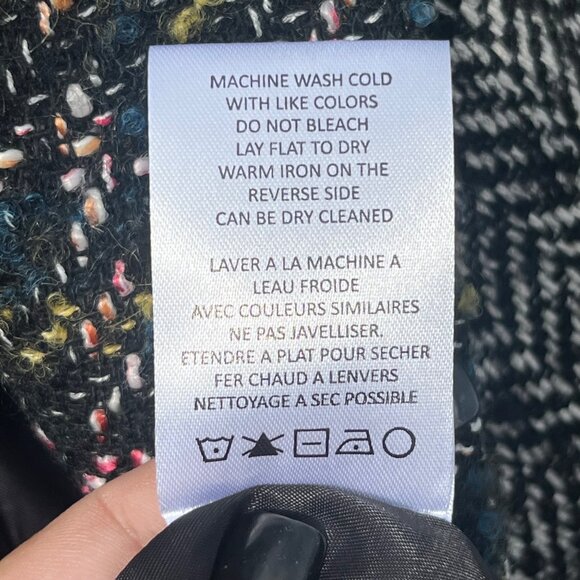 MACHINE WASH COLD
WITH LIKE COLORS
DO NOT BLEACH
LAY FLAT TO DRY
WARM IRON ON THE
REVERSE SIDE
CAN BE DRY CLEANED
LAVER A LA MACHINE A
LEAU FROIDE
AVEC COULEURS SIMILAIRES
NE PAS JAVELLISER.
ETENDRE A PLAT POUR SECHER
FER CHAUD A LENVERS
NETTOYAGE A SEC POSSIBLE